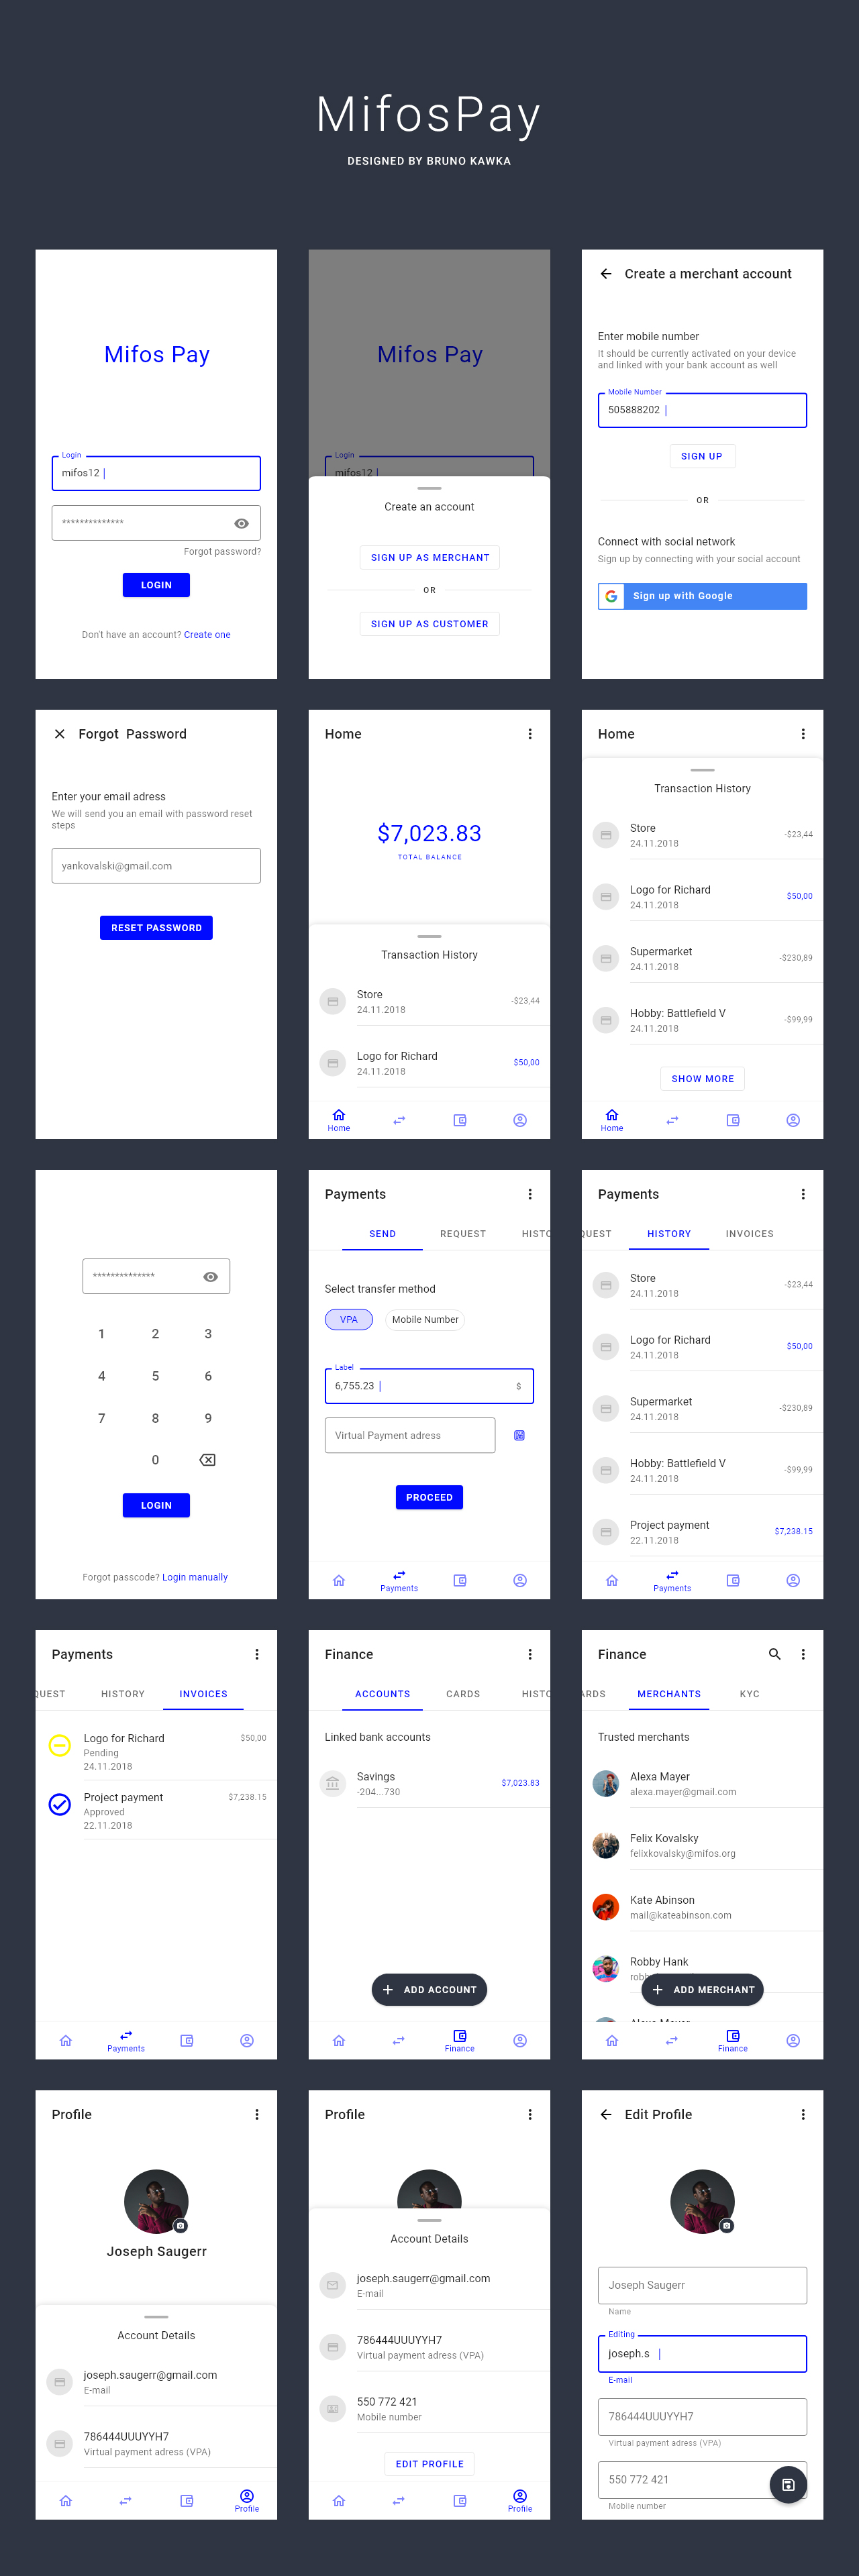 MifosPay
DESIGNED BY BRUNO KAWKA
Mifos Pay
Login
mifos12
**************
Forgot password?
LOGIN
Don't have an account? Create one
Mifos Pay
Login
mifos12
Create an account
SIGN UP AS MERCHANT
OR
SIGN UP AS CUSTOMER
Create a merchant account
Enter mobile number
It should be currently activated on your device
and linked with your bank account as well
Mobile Number
505888202
SIGN UP
OR
Connect with social network
Sign up by connecting with your social account
Sign up with Google
Forgot Password
Enter your email adress
We will send you an email with password reset
steps
yankovalski@gmail.com
RESET PASSWORD
Home
$7,023.83
TOTAL BALANCE
Transaction History
Store
24.11.2018
-$23,44
Logo for Richard
24.11.2018
$50,00
Home
Home
Transaction History
Store
24.11.2018
-$23,44
Logo for Richard
24.11.2018
$50,00
Supermarket
24.11.2018
-$230,89
Hobby: Battlefield V
24.11.2018
-$99,99
SHOW MORE
Home
**************
1 2 3
4 5 6
7 8 9
0
LOGIN
Forgot passcode? Login manually
Payments
SEND REQUEST HISTO
Select transfer method
VPA Mobile Number
Label
6,755.23 $
Virtual Payment adress
PROCEED
Payments
Payments
QUEST HISTORY INVOICES
Store
24.11.2018
-$23,44
Logo for Richard
24.11.2018
$50,00
Supermarket
24.11.2018
-$230,89
Hobby: Battlefield V
24.11.2018
-$99,99
Project payment
22.11.2018
$7,238.15
Payments
Payments
QUEST HISTORY INVOICES
Logo for Richard
Pending
24.11.2018
$50,00
Project payment
Approved
22.11.2018
$7,238.15
Payments
Finance
ACCOUNTS CARDS HISTO
Linked bank accounts
Savings
-204...730
$7,023.83
ADD ACCOUNT
Finance
Finance
ARDS MERCHANTS KYC
Trusted merchants
Alexa Mayer
alexa.mayer@gmail.com
Felix Kovalsky
felixkovalsky@mifos.org
Kate Abinson
mail@kateabinson.com
Robby Hank
ADD MERCHANT
Finance
Profile
Joseph Saugerr
Account Details
joseph.saugerr@gmail.com
E-mail
786444UUUYYH7
Virtual payment adress (VPA)
Profile
Profile
Account Details
joseph.saugerr@gmail.com
E-mail
786444UUUYYH7
Virtual payment adress (VPA)
550 772 421
Mobile number
EDIT PROFILE
Profile
Edit Profile
Joseph Saugerr
Name
Editing
joseph.s
E-mail
786444UUUYYH7
Virtual payment adress (VPA)
550 772 421
Mobile number